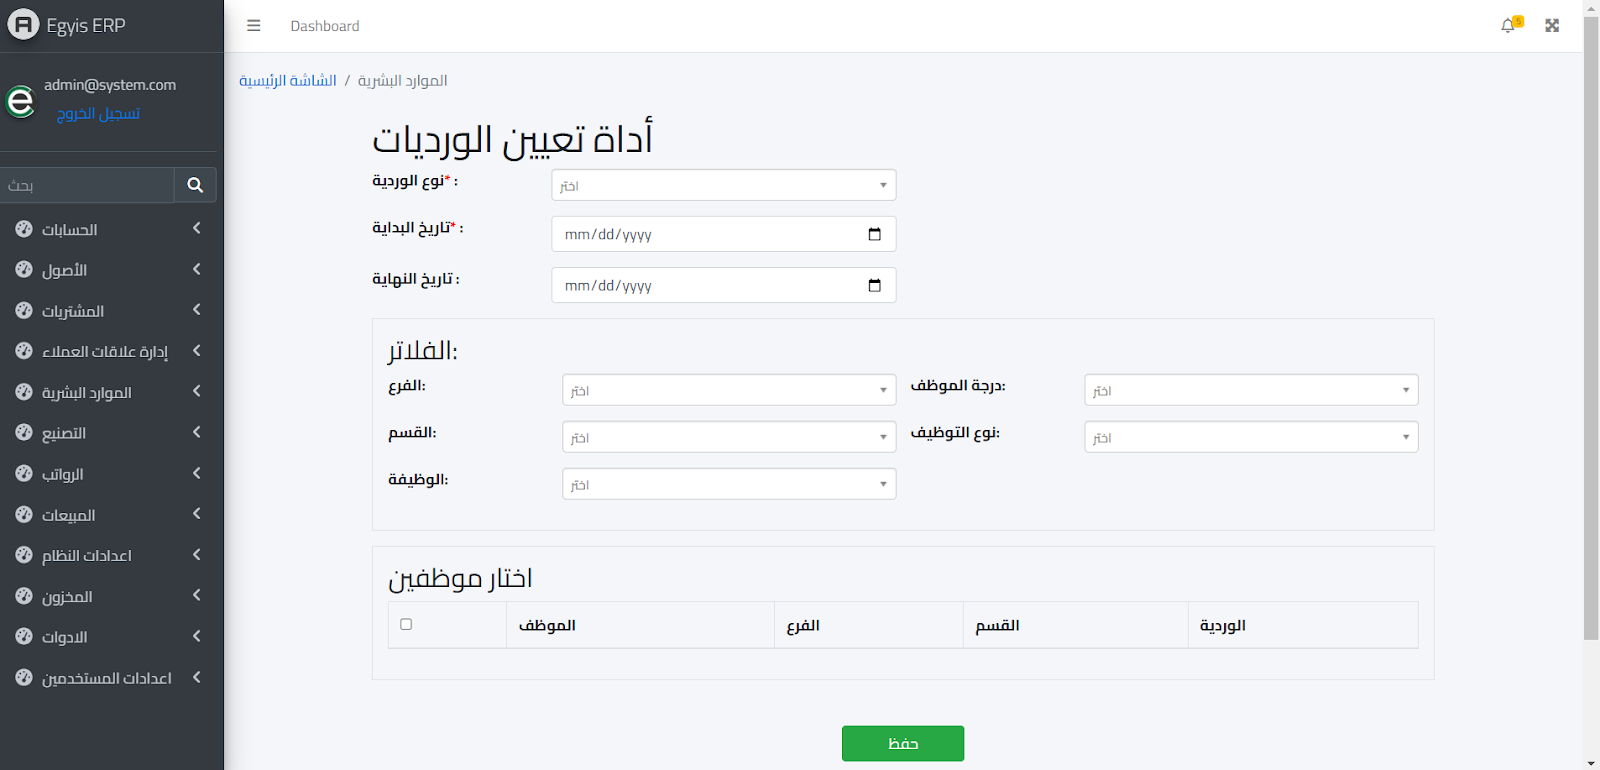 Egyis ERP
Dashboard
5
admin@system.com
تسجيل الخروج
بحث
الحسابات
الأصول
المشتريات
إدارة علاقات العملاء
الموارد البشرية
التصنيع
الرواتب
المبيعات
اعدادات النظام
المخزون
الادوات
اعدادات المستخدمين
الشاشة الرئيسية / الموارد البشرية
أداة تعيين الورديات
نوع الوردية* :
اختر
تاريخ البداية* :
mm/dd/yyyy
تاريخ النهاية :
mm/dd/yyyy
الفلاتر:
الفرع:
اختر
درجة الموظف:
اختر
القسم:
اختر
نوع التوظيف:
اختر
الوظيفة:
اختر
اختار موظفين
الموظف
الفرع
القسم
الوردية
حفظ